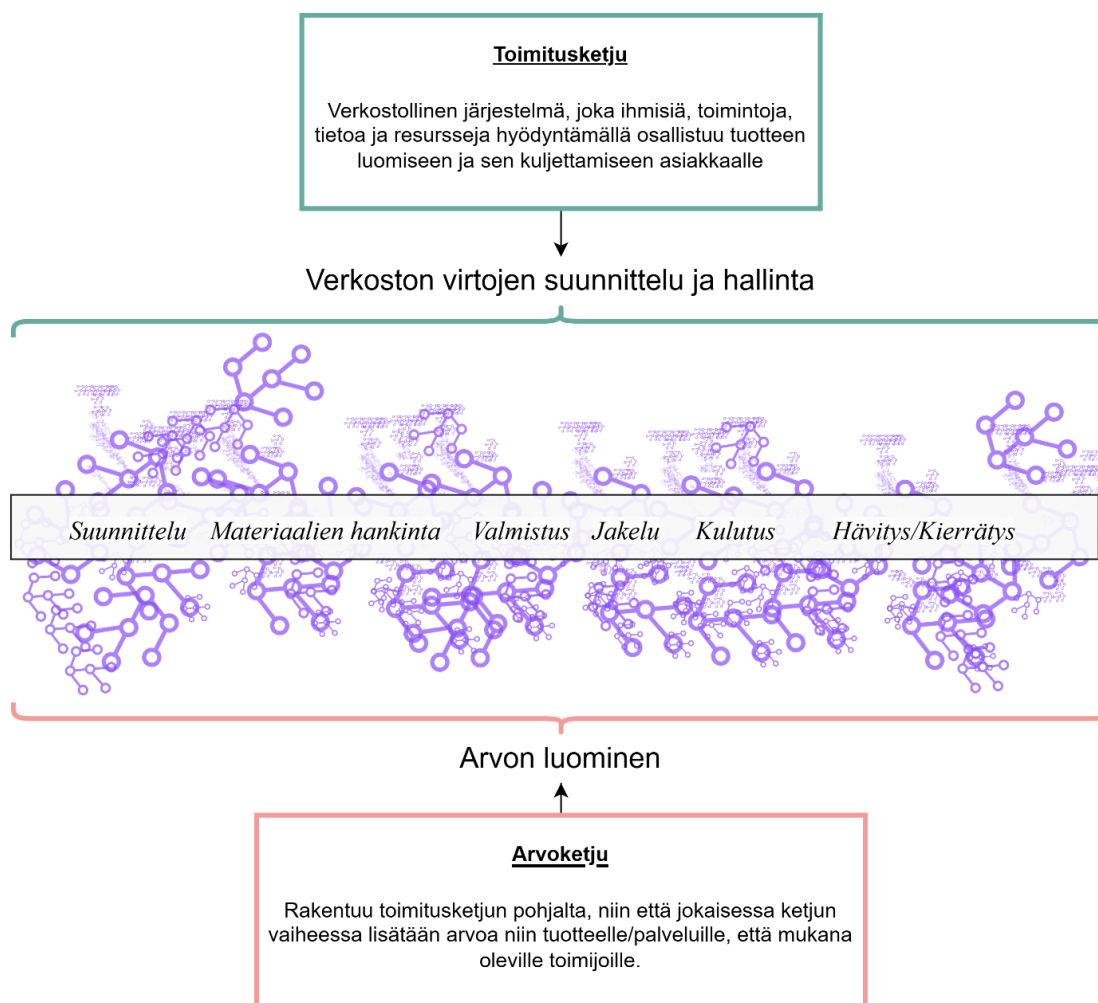 Toimitusketju
Verkostollinen järjestelmä, joka ihmisiä, toimintoja,
tietoa ja resursseja hyödyntämällä osallistuu tuotteen
luomiseen ja sen kuljettamiseen asiakkaalle
Verkoston virtojen suunnittelu ja hallinta
Suunnittelu Materiaalien hankinta Valmistus Jakelu Kulutus Hävitys/Kierrätys
Arvon luominen
Arvoketju
Rakentuu toimitusketjun pohjalta, niin että jokaisessa ketjun
vaiheessa lisätään arvoa niin tuotteelle/palveluille, että mukana
oleville toimijoille.